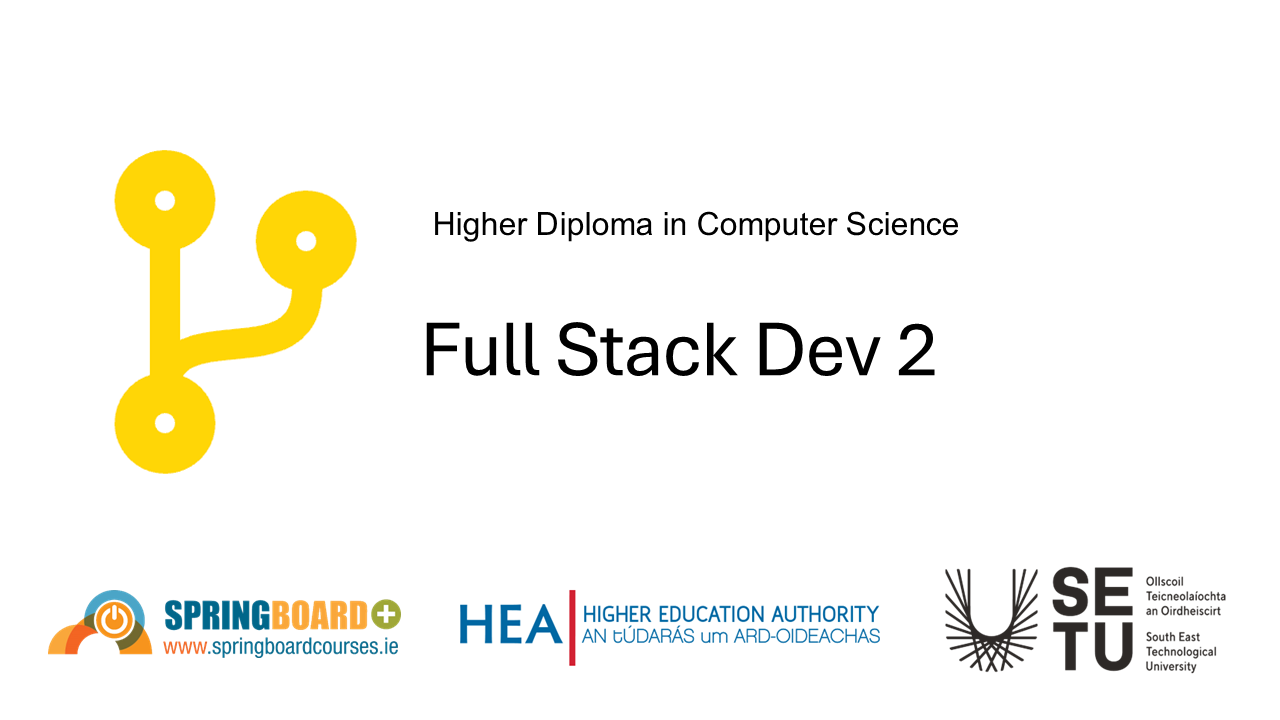 Higher Diploma in Computer Science
Full Stack Dev 2
SPRINGBOARD+
www.springboardcourses.ie
HEA
HIGHER EDUCATION AUTHORITY
AN tÚDARÁS um ARD-OIDEACHAS
SE
TU
Ollscoil
Teicneolaíochta
an Oirdheiscirt
South East
Technological
University